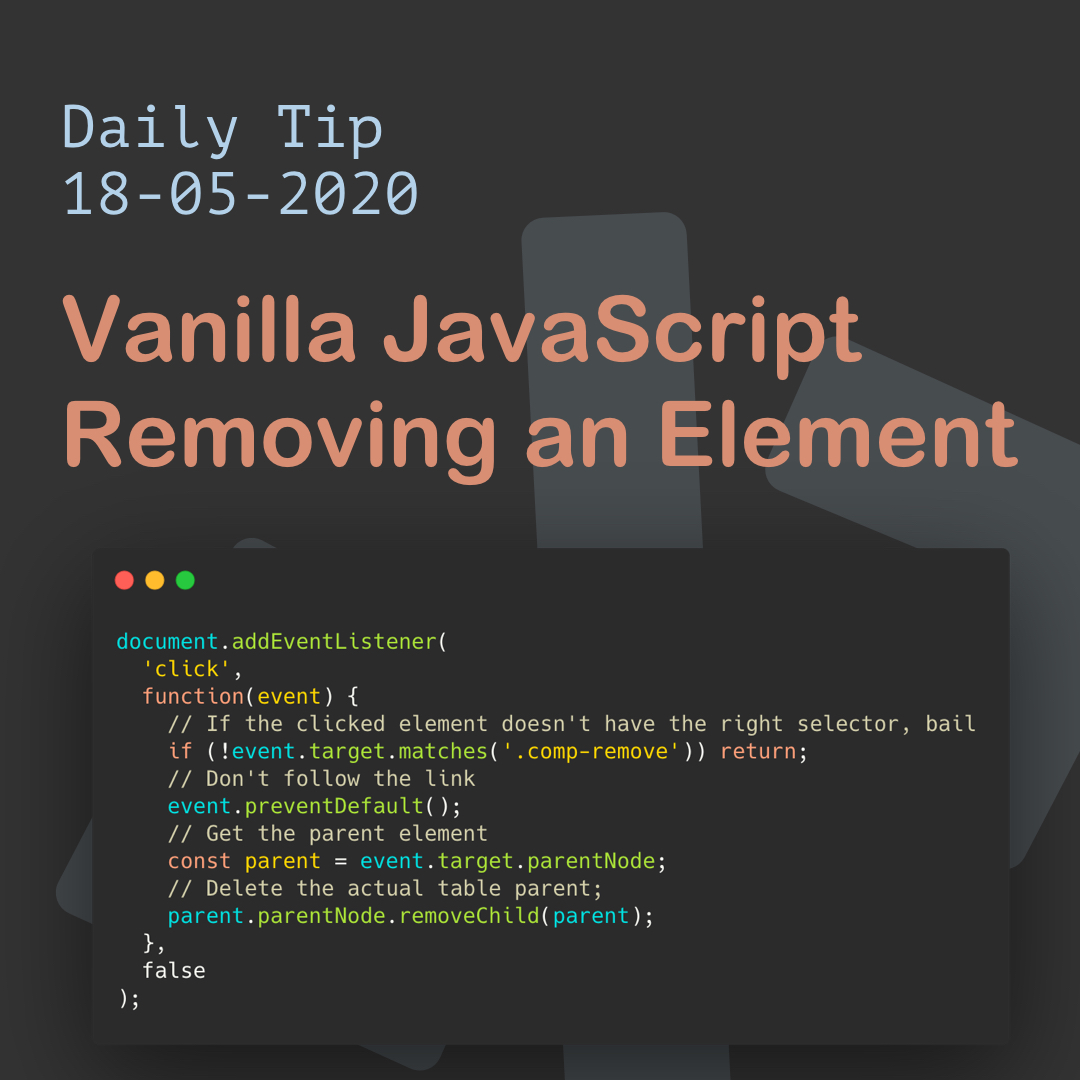 Daily Tip
18-05-2020
Vanilla JavaScript
Removing an Element
document.addEventListener(
  'click',
  function(event) {
    // If the clicked element doesn't have the right selector, bail
    if (!event.target.matches('.comp-remove')) return;
    // Don't follow the link
    event.preventDefault();
    // Get the parent element
    const parent = event.target.parentNode;
    // Delete the actual table parent;
    parent.parentNode.removeChild(parent);
  },
  false
);